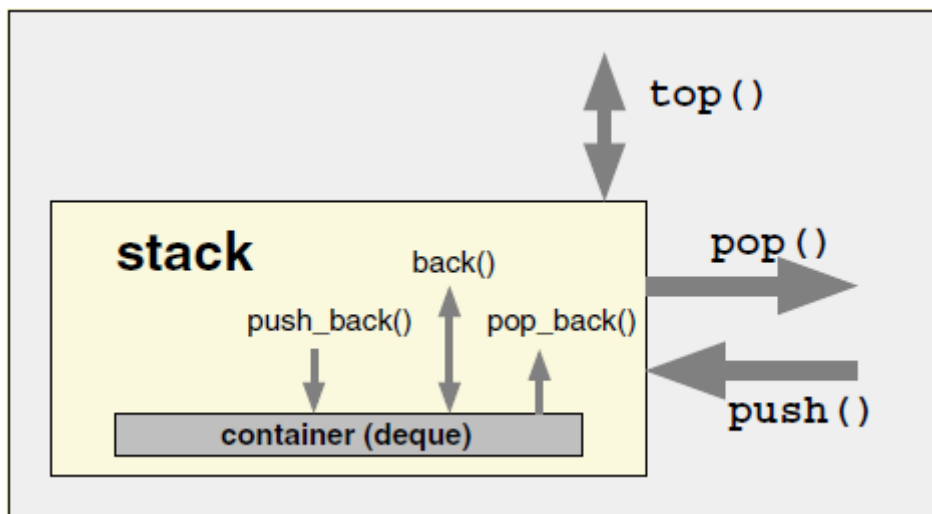 top()
stack
pop()
back()
push_back() pop_back()
push()
container (deque)